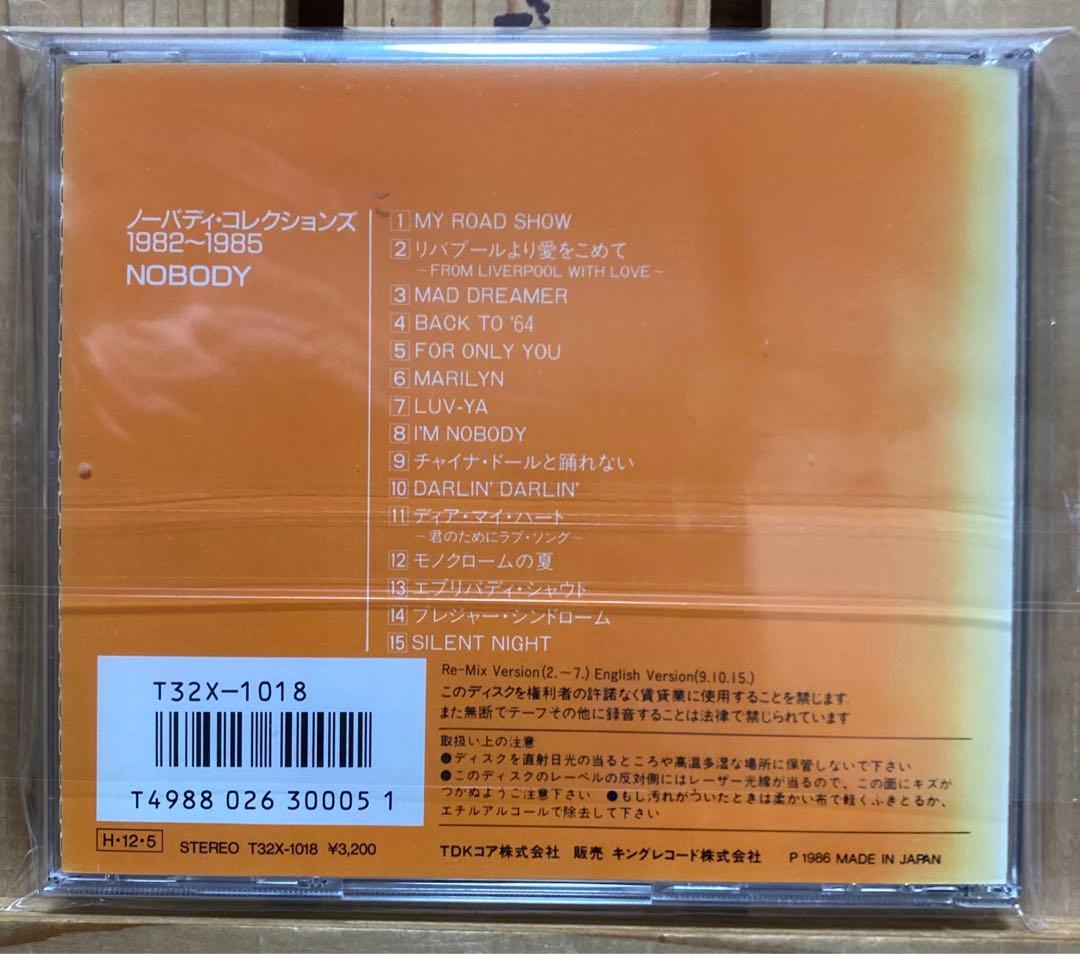 ノーバディ・コレクションズ
1982〜1985
NOBODY
1 MY ROAD SHOW
2 リバプールより愛をこめて
〜FROM LIVERPOOL WITH LOVE〜
3 MAD DREAMER
4 BACK TO '64
5 FOR ONLY YOU
6 MARILYN
7 LUV-YA
8 I'M NOBODY
9 チャイナ・ドールと踊れない
10 DARLIN' DARLIN'
11 ディア・マイ・ハート
〜君のためにラブ・ソング〜
12 モノクロームの夏
13 エブリバディ・シャウト
14 プレジャー・シンドローム
15 SILENT NIGHT
Re-Mix Version(2.〜7.) English Version(9.10.15.)
このディスクを権利者の許諾なく賃貸業に使用することを禁じます
また無断でテープその他に録音することは法律で禁じられています
取扱い上の注意
●ディスクを直射日光の当るところや高温多湿な場所に保管しないで下さい
●このディスクのレーベルの反対側にはレーザー光線が当るので、この面にキズが
つかぬようご注意下さい ●もし汚れがついたときは柔かい布で軽くふきとるか、
エチルアルコールで除去して下さい
T32X-1018
T4988 026 30005 1
H・12・5 STEREO T32X-1018 ¥3,200
TDKコア株式会社 販売 キングレコード株式会社 P 1986 MADE IN JAPAN